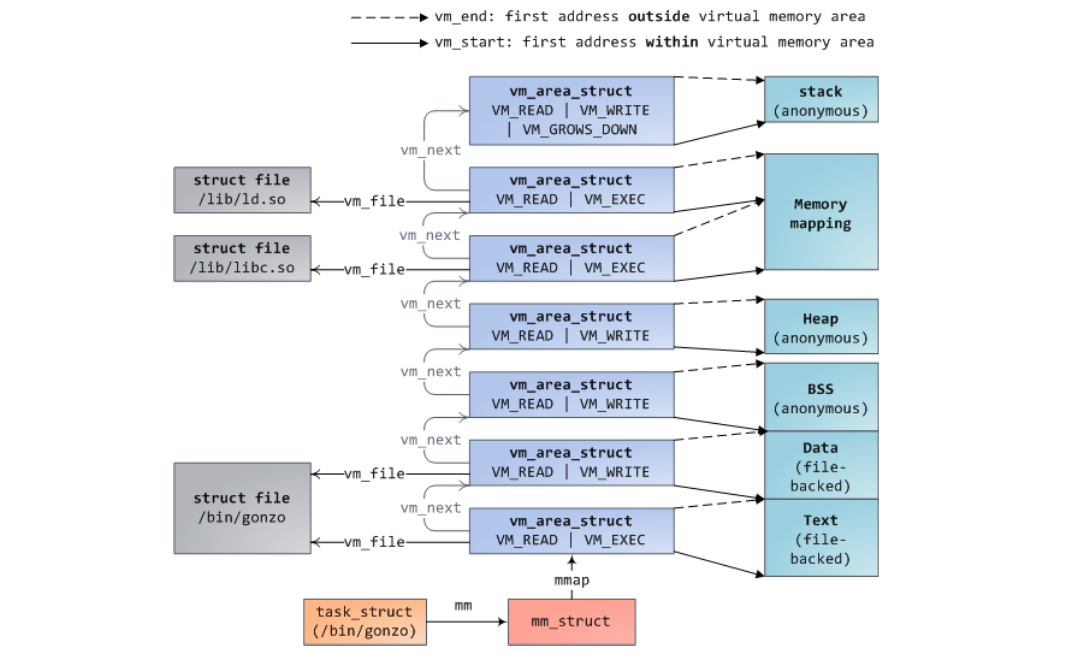 vm_end: first address outside virtual memory area
vm_start: first address within virtual memory area
vm_area_struct
VM_READ | VM_WRITE
| VM_GROWS_DOWN
stack
(anonymous)
vm_next
struct file
/lib/ld.so
vm_file
vm_area_struct
VM_READ | VM_EXEC
Memory
mapping
vm_next
struct file
/lib/libc.so
vm_file
vm_area_struct
VM_READ | VM_EXEC
vm_next
vm_area_struct
VM_READ | VM_WRITE
Heap
(anonymous)
vm_next
vm_area_struct
VM_READ | VM_WRITE
BSS
(anonymous)
vm_next
vm_area_struct
VM_READ | VM_WRITE
Data
(file-
backed)
vm_file
struct file
/bin/gonzo
vm_next
vm_area_struct
VM_READ | VM_EXEC
Text
(file-
backed)
vm_file
mmap
task_struct
(/bin/gonzo)
mm
mm_struct